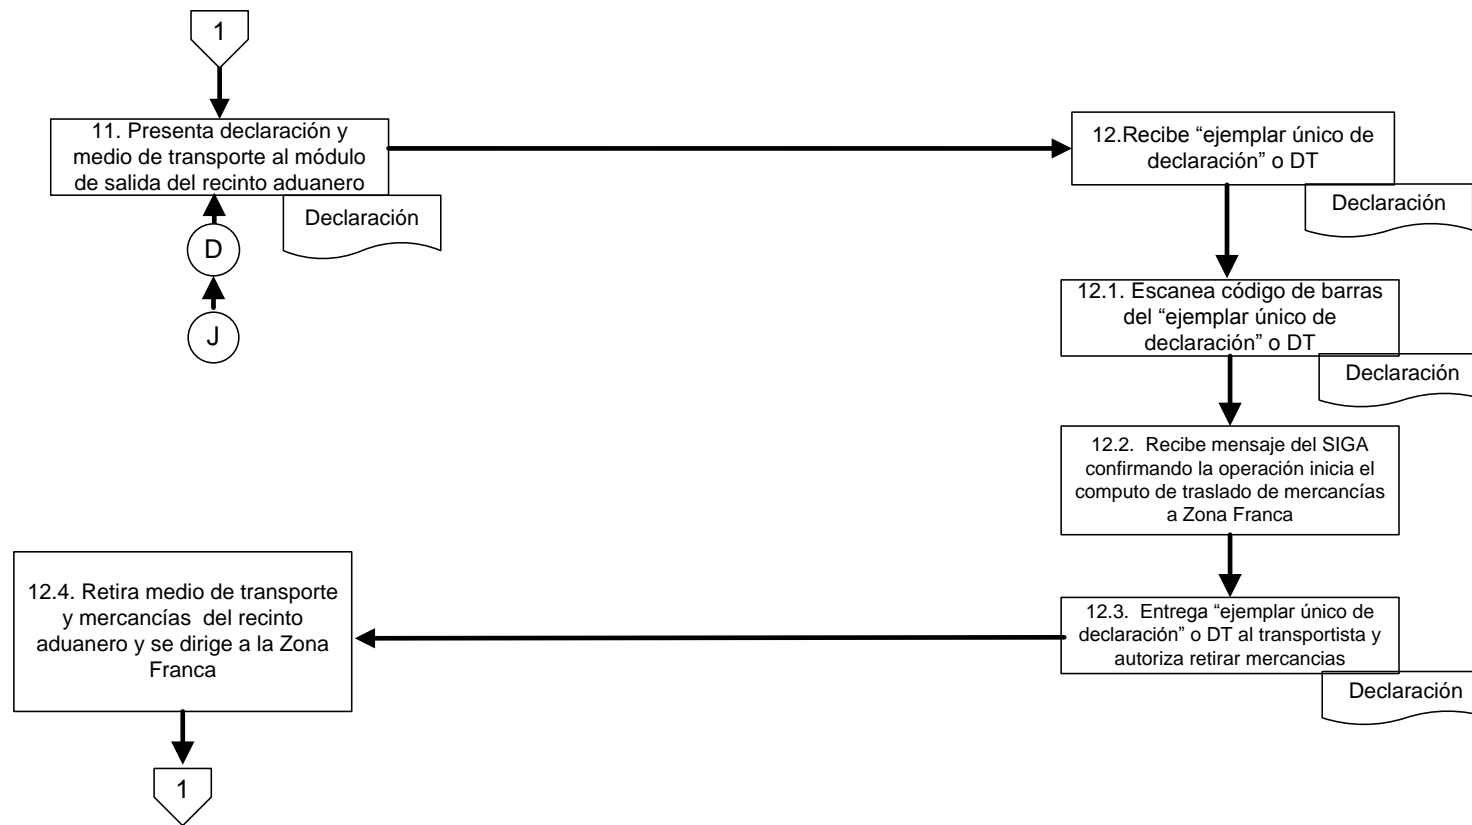 1
11. Presenta declaración y
medio de transporte al módulo
de salida del recinto aduanero
Declaración
D
J
12.Recibe “ejemplar único de
declaración” o DT
Declaración
12.1. Escanea código de barras
del “ejemplar único de
declaración” o DT
Declaración
12.2. Recibe mensaje del SIGA
confirmando la operación inicia el
computo de traslado de mercancías
a Zona Franca
12.3. Entrega “ejemplar único de
declaración” o DT al transportista y
autoriza retirar mercancias
Declaración
12.4. Retira medio de transporte
y mercancías del recinto
aduanero y se dirige a la Zona
Franca
1